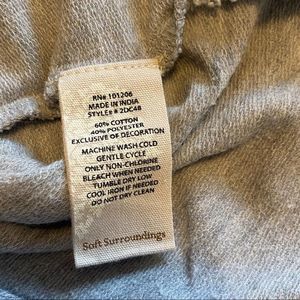 RN# 101206
MADE IN INDIA
STYLE# 2DC48
60% COTTON
40% POLYESTER
EXCLUSIVE OF DECORATION
MACHINE WASH COLD
GENTLE CYCLE
ONLY NON-CHLORINE
BLEACH WHEN NEEDED
TUMBLE DRY LOW
COOL IRON IF NEEDED
DO NOT DRY CLEAN
Soft Surroundings